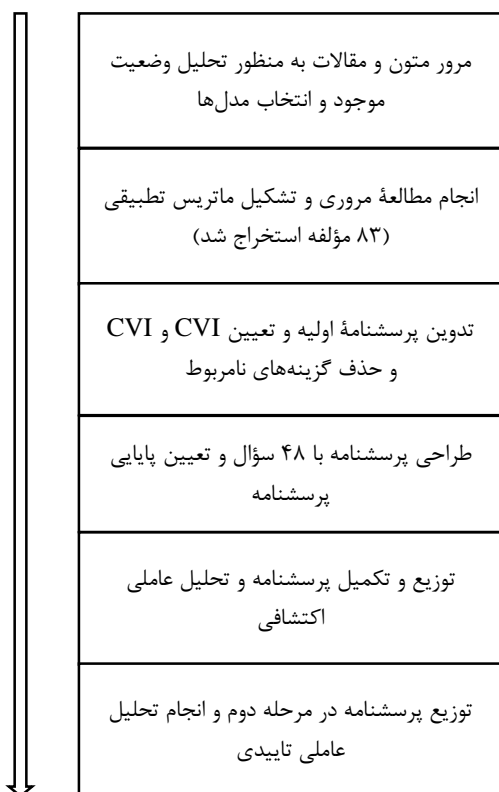 مرور متون و مقالات به منظور تحلیل وضعیت
موجود و انتخاب مدل‌ها
انجام مطالعۀ مروری و تشکیل ماتریس تطبیقی
(۸۳ مؤلفه استخراج شد)
تدوین پرسشنامۀ اولیه و تعیین CVI و CVI
و حذف گزینه‌های نامربوط
طراحی پرسشنامه با ۴۸ سؤال و تعیین پایایی
پرسشنامه
توزیع و تکمیل پرسشنامه و تحلیل عاملی
اکتشافی
توزیع پرسشنامه در مرحله دوم و انجام تحلیل
عاملی تاییدی